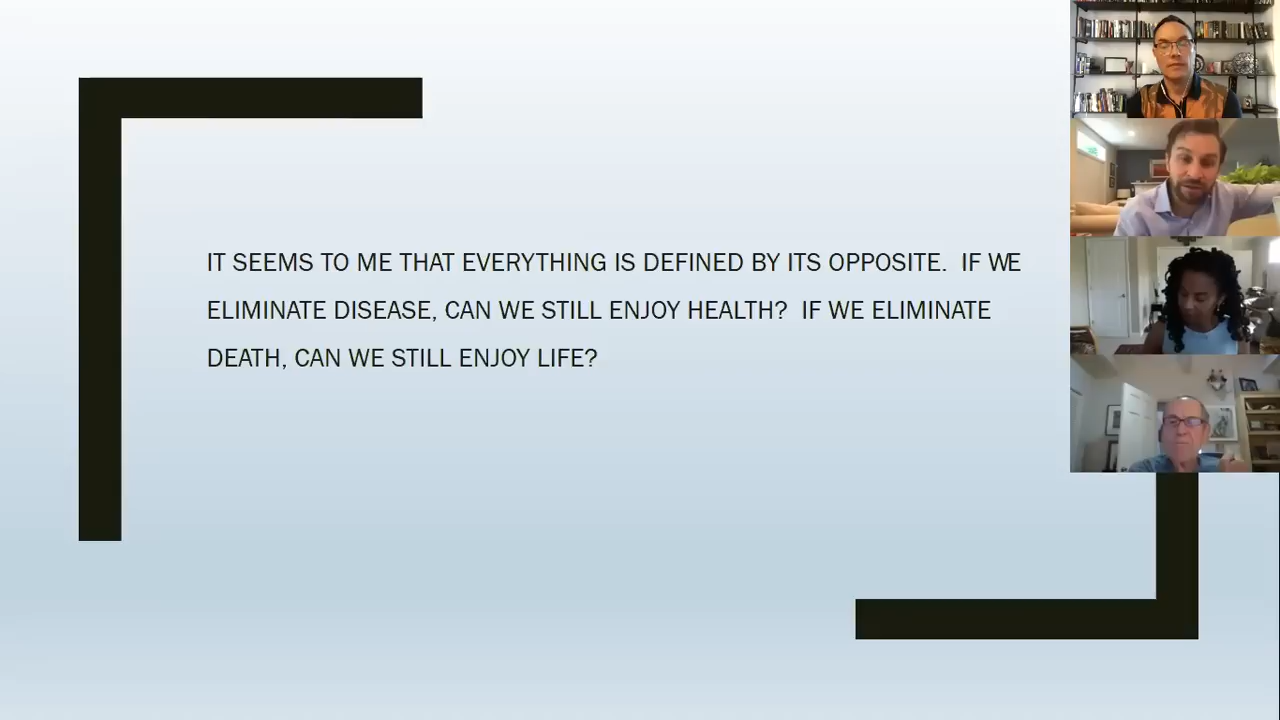 IT SEEMS TO ME THAT EVERYTHING IS DEFINED BY ITS OPPOSITE.  IF WE
ELIMINATE DISEASE, CAN WE STILL ENJOY HEALTH?  IF WE ELIMINATE
DEATH, CAN WE STILL ENJOY LIFE?